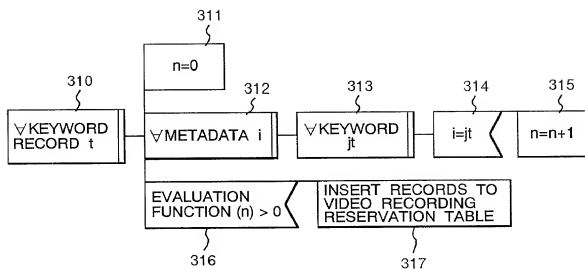 311
n=0
310
312
313
314
315
∀KEYWORD
RECORD t
∀METADATA i
∀KEYWORD
jt
i=jt
n=n+1
EVALUATION
FUNCTION (n) > 0
INSERT RECORDS TO
VIDEO RECORDING
RESERVATION TABLE
316
317